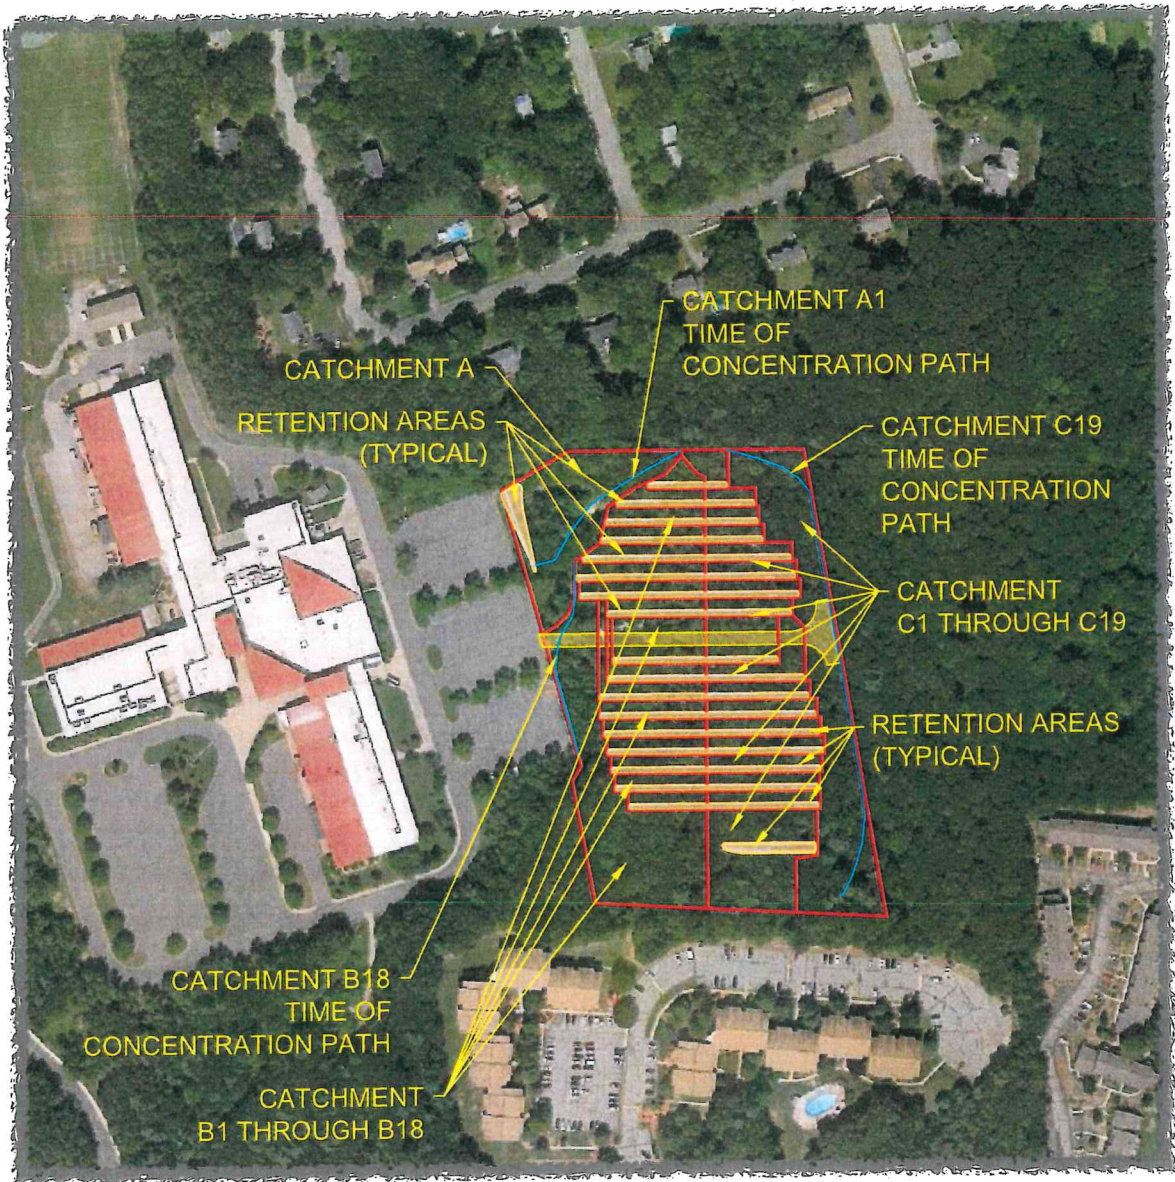 CATCHMENT A1
TIME OF
CONCENTRATION PATH
CATCHMENT A
RETENTION AREAS
(TYPICAL)
CATCHMENT C19
TIME OF
CONCENTRATION
PATH
CATCHMENT
C1 THROUGH C19
RETENTION AREAS
(TYPICAL)
CATCHMENT B18
TIME OF
CONCENTRATION PATH
CATCHMENT
B1 THROUGH B18